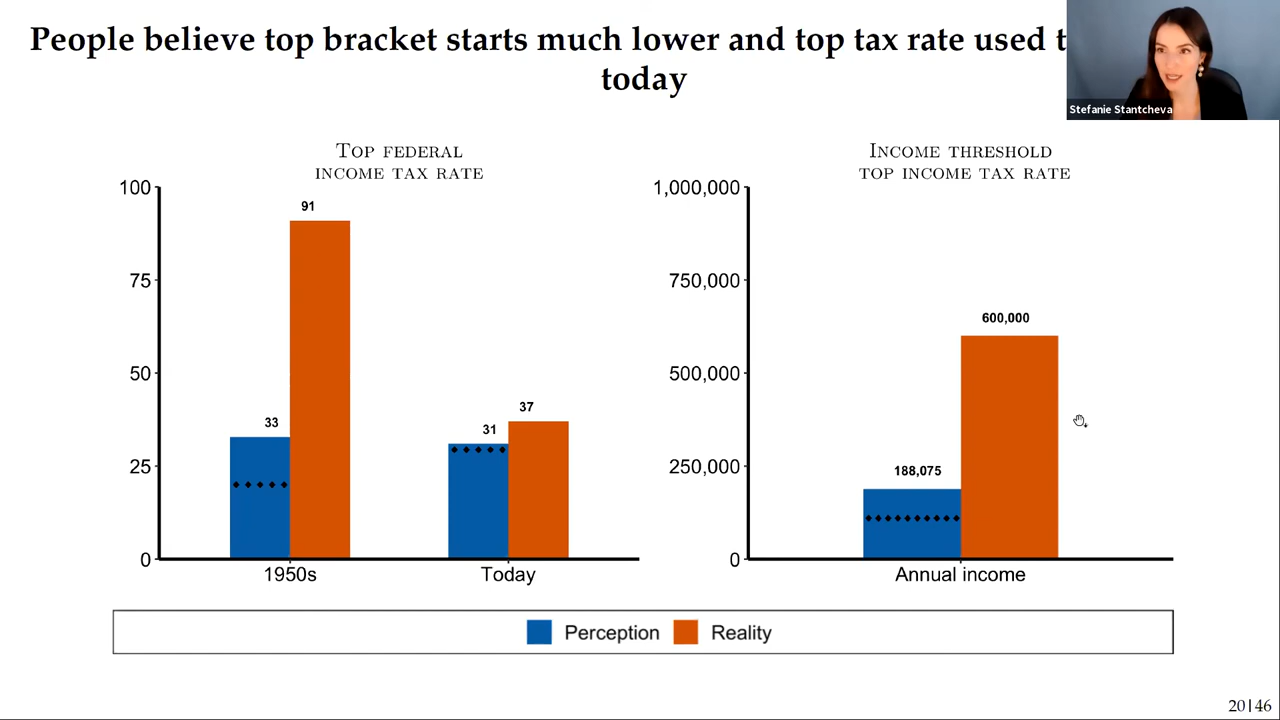 People believe top bracket starts much lower and top tax rate used
today
Stefanie Stantcheva
Top federal
income tax rate
100
75
50
25
0
91
33
31
37
1950s
Today
Income threshold
top income tax rate
1,000,000
750,000
500,000
250,000
0
600,000
188,075
Annual income
Perception
Reality
20|46